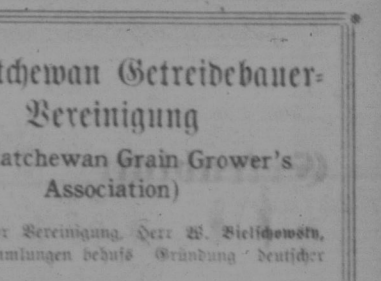 tchewan Getreidebauer=
Vereinigung
atchewan Grain Grower's
Association)
r Vereinigung, Herr W. Bielschowsky,
mlungen behufs Gründung deutscher